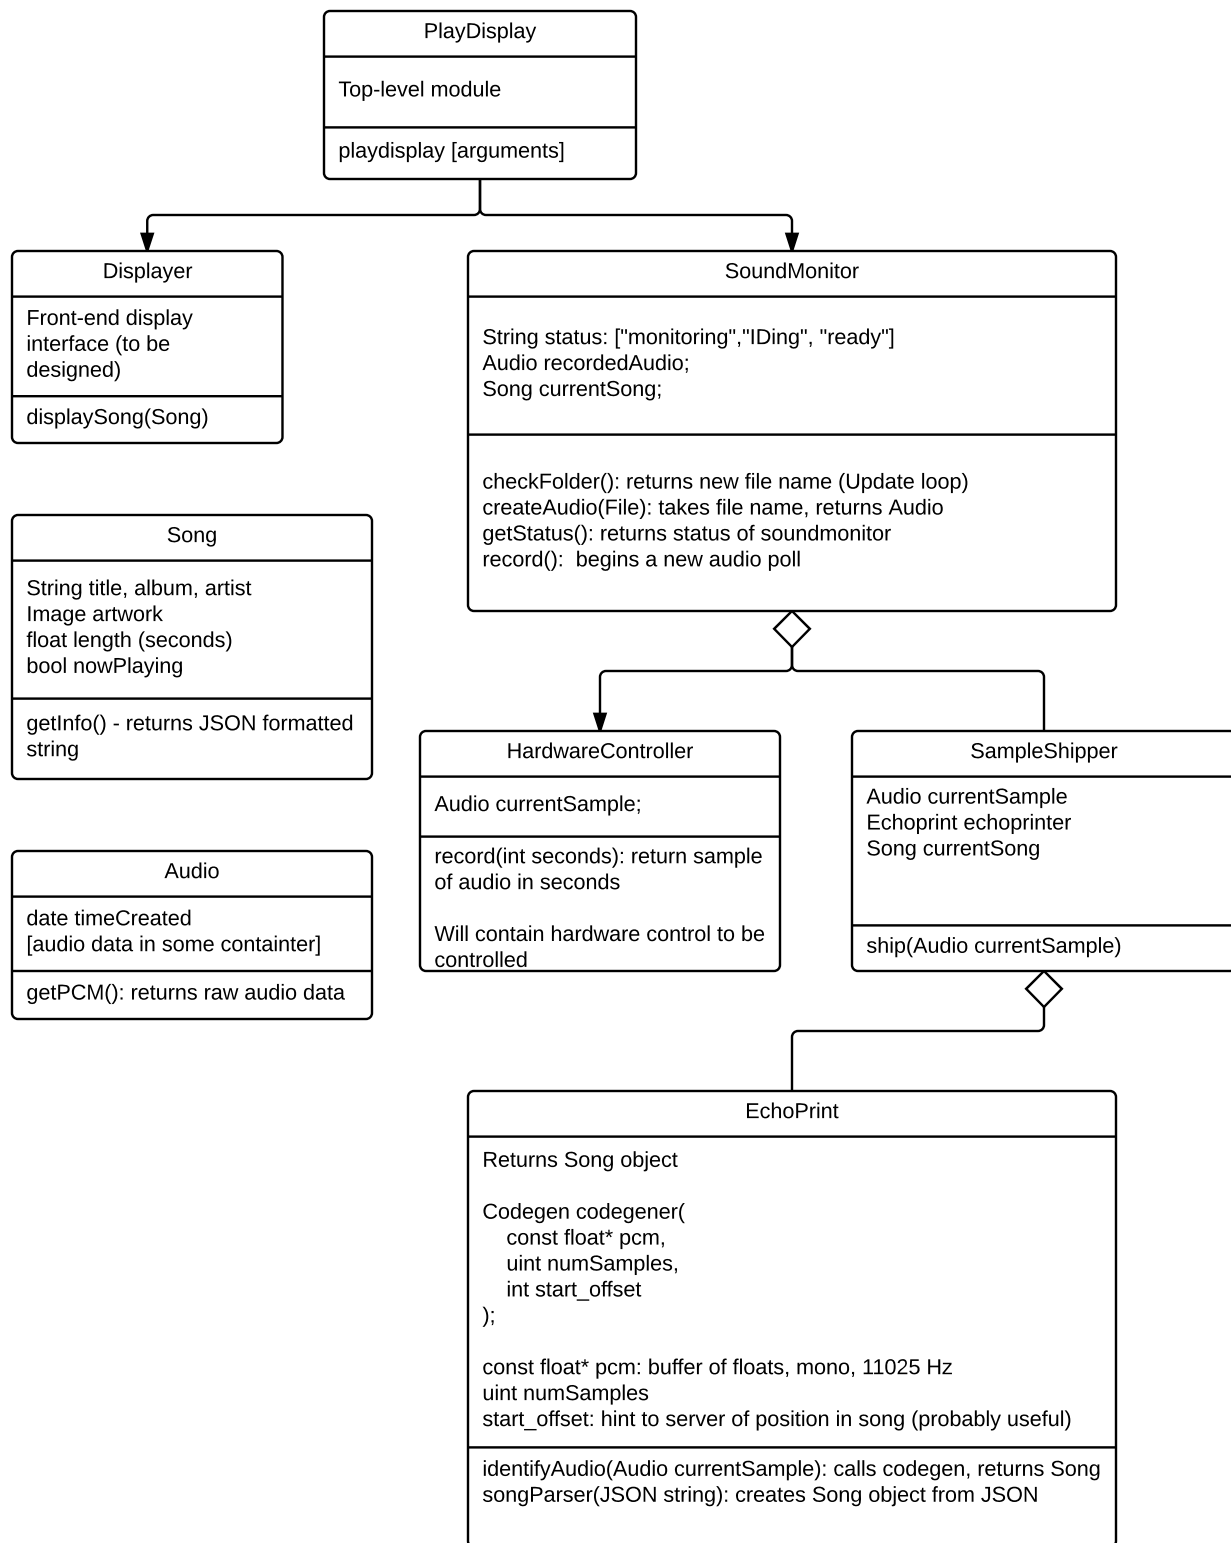 PlayDisplay
Top-level module
playdisplay [arguments]
Displayer
Front-end display
interface (to be
designed)
displaySong(Song)
SoundMonitor
String status: ["monitoring","IDing", "ready"]
Audio recordedAudio;
Song currentSong;
checkFolder(): returns new file name (Update loop)
createAudio(File): takes file name, returns Audio
getStatus(): returns status of soundmonitor
record():  begins a new audio poll
Song
String title, album, artist
Image artwork
float length (seconds)
bool nowPlaying
getInfo() - returns JSON formatted
string
HardwareController
Audio currentSample;
record(int seconds): return sample
of audio in seconds
Will contain hardware control to be
controlled
SampleShipper
Audio currentSample
Echoprint echoprinter
Song currentSong
ship(Audio currentSample)
Audio
date timeCreated
[audio data in some containter]
getPCM(): returns raw audio data
EchoPrint
Returns Song object
Codegen codegener(
const float* pcm,
uint numSamples,
int start_offset
);
const float* pcm: buffer of floats, mono, 11025 Hz
uint numSamples
start_offset: hint to server of position in song (probably useful)
identifyAudio(Audio currentSample): calls codegen, returns Song
songParser(JSON string): creates Song object from JSON